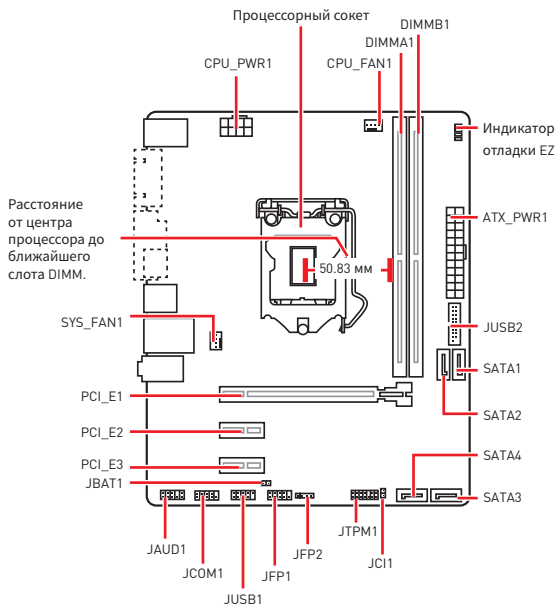 Процессорный сокет
DIMMB1
DIMMA1
CPU_PWR1
CPU_FAN1
Индикатор
отладки EZ
Расстояние
от центра
процессора до
ближайшего
слота DIMM.
ATX_PWR1
50.83 мм
SYS_FAN1
JUSB2
SATA1
PCI_E1
SATA2
PCI_E2
SATA4
PCI_E3
JBAT1
SATA3
JAUD1
JCOM1
JUSB1
JFP1
JFP2
JTPM1
JCI1